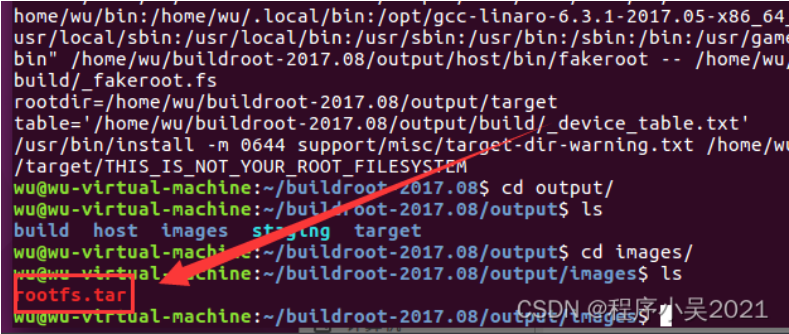 home/wu/bin:/home/wu/.local/bin:/opt/gcc-linaro-6.3.1-2017.05-x86_64_
usr/local/sbin:/usr/local/bin:/usr/sbin:/usr/bin:/sbin:/bin:/usr/game
bin" /home/wu/buildroot-2017.08/output/host/bin/fakeroot -- /home/wu/
build/_fakeroot.fs
rootdir=/home/wu/buildroot-2017.08/output/target
table='/home/wu/buildroot-2017.08/output/build/_device_table.txt'
/usr/bin/install -m 0644 support/misc/target-dir-warning.txt /home/wu
/target/THIS_IS_NOT_YOUR_ROOT_FILESYSTEM
wu@wu-virtual-machine:~/buildroot-2017.08$ cd output/
wu@wu-virtual-machine:~/buildroot-2017.08/output$ ls
build host images staging target
wu@wu-virtual-machine:~/buildroot-2017.08/output$ cd images/
wu@wu-virtual-machine:~/buildroot-2017.08/output/images$ ls
rootfs.tar
wu@wu-virtual-machine:~/buildroot-2017.08/output/images$
CSDN @程序小吴2021